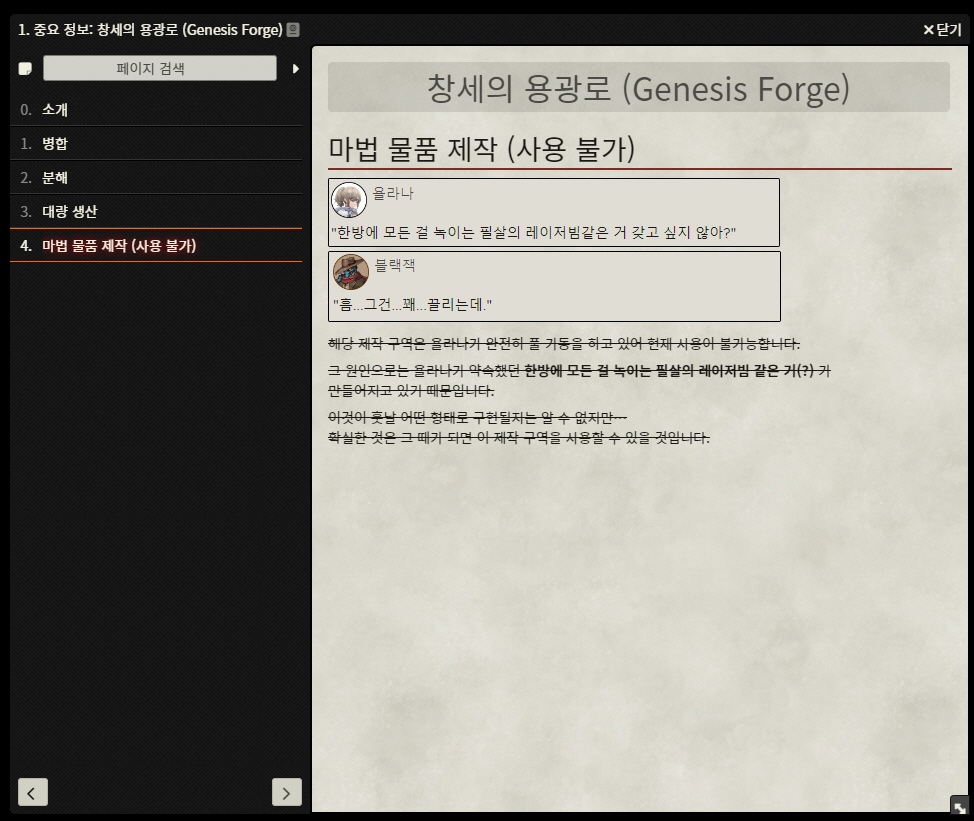 1. 중요 정보: 창세의 용광로 (Genesis Forge)
닫기
페이지 검색
0. 소개
1. 병합
2. 분해
3. 대량 생산
4. 마법 물품 제작 (사용 불가)
창세의 용광로 (Genesis Forge)
마법 물품 제작 (사용 불가)
욜라나
"한방에 모든 걸 녹이는 필살의 레이저빔같은 거 갖고 싶지 않아?"
블랙잭
"흠...그건...꽤...끌리는데."
해당 제작 구역은 욜라나가 완전히 풀 가동을 하고 있어 현재 사용이 불가능합니다.
그 원인으로는 욜라나가 약속했던 한방에 모든 걸 녹이는 필살의 레이저빔 같은 거(?) 가
만들어지고 있기 때문입니다.
이것이 훗날 어떤 형태로 구현될지는 알 수 없지만…
확실한 것은 그 때가 되면 이 제작 구역을 사용할 수 있을 것입니다.